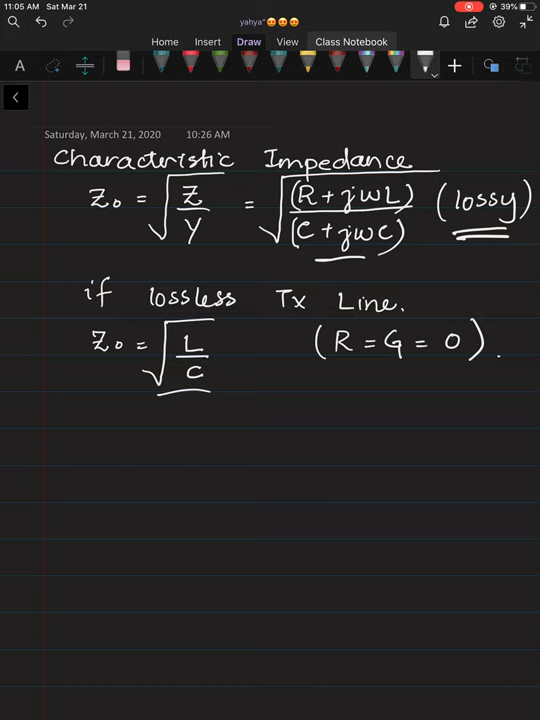 11:05 AM Sat Mar 21 39%
yahya"😍😍😍
Home Insert Draw View Class Notebook
A
Saturday, March 21, 2020 10:26 AM
Characteristic Impedance
Z₀ = √(Z/Y) = √((R + jωL)/(C + jωC)) (lossy)
if lossless Tx Line.
Z₀ = √(L/C) (R = G = 0).